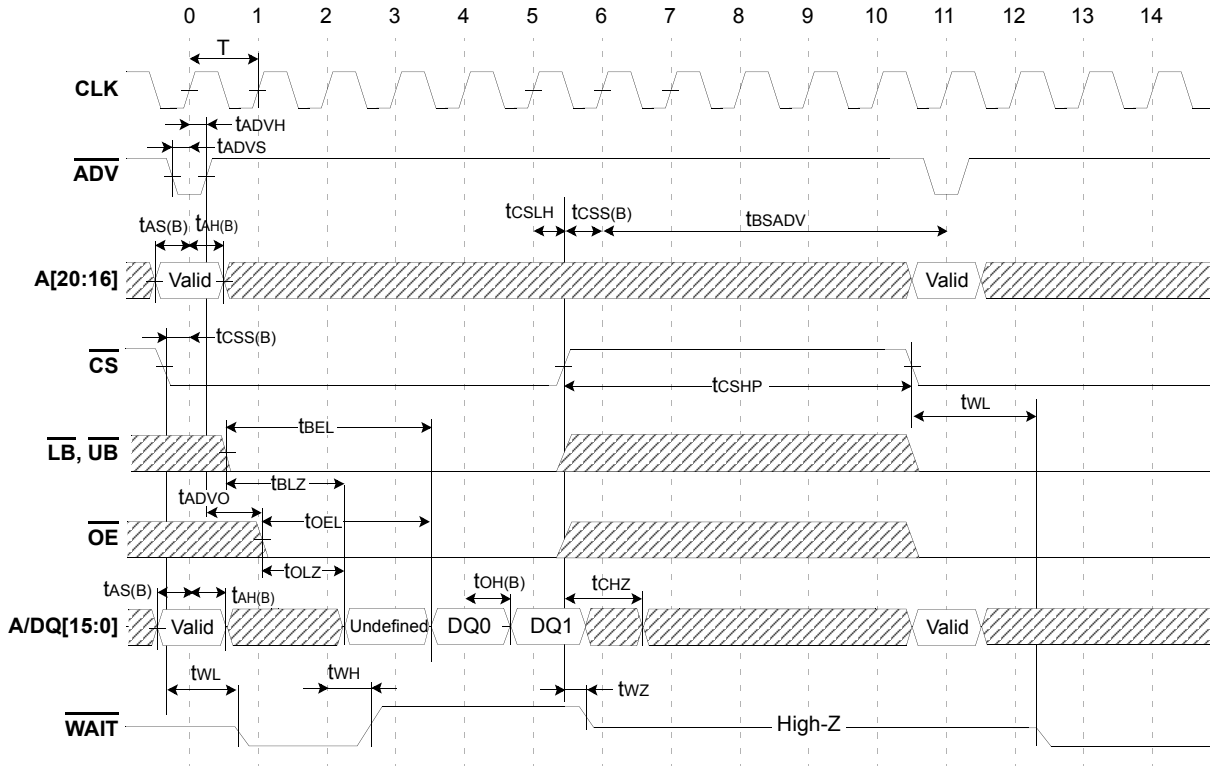 0 1 2 3 4 5 6 7 8 9 10 11 12 13 14
T
CLK
tADVH
tADVS
ADV
tCSLH tCSS(B) tBSADV
tAS(B) tAH(B)
A[20:16] Valid Valid
tCSS(B)
CS
tCSHP
tWL
tBEL
LB, UB
tBLZ
tADVO
tOEL
OE
tOLZ
tAS(B) tAH(B) tOH(B) tCHZ
A/DQ[15:0] Valid Undefined DQ0 DQ1 Valid
tWL tWH tWZ
WAIT High-Z